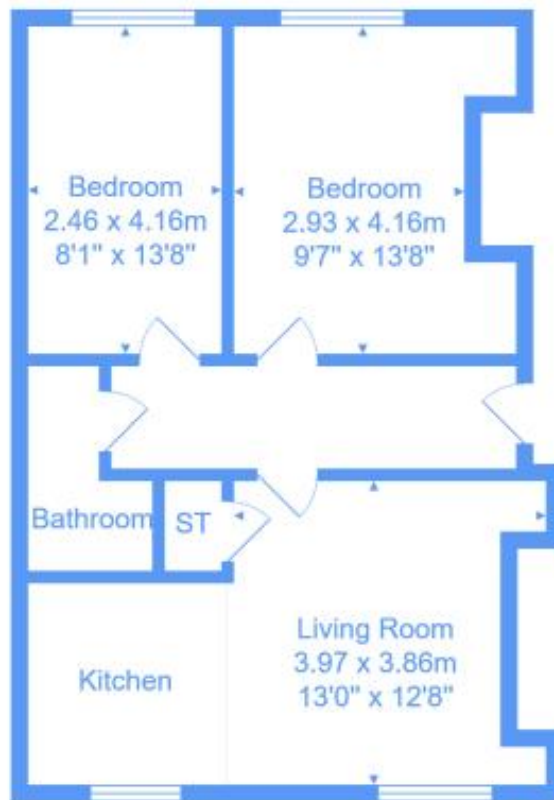 Bedroom
2.46 x 4.16m
8'1" x 13'8"
Bedroom
2.93 x 4.16m
9'7" x 13'8"
Bathroom
ST
Living Room
3.97 x 3.86m
13'0" x 12'8"
Kitchen